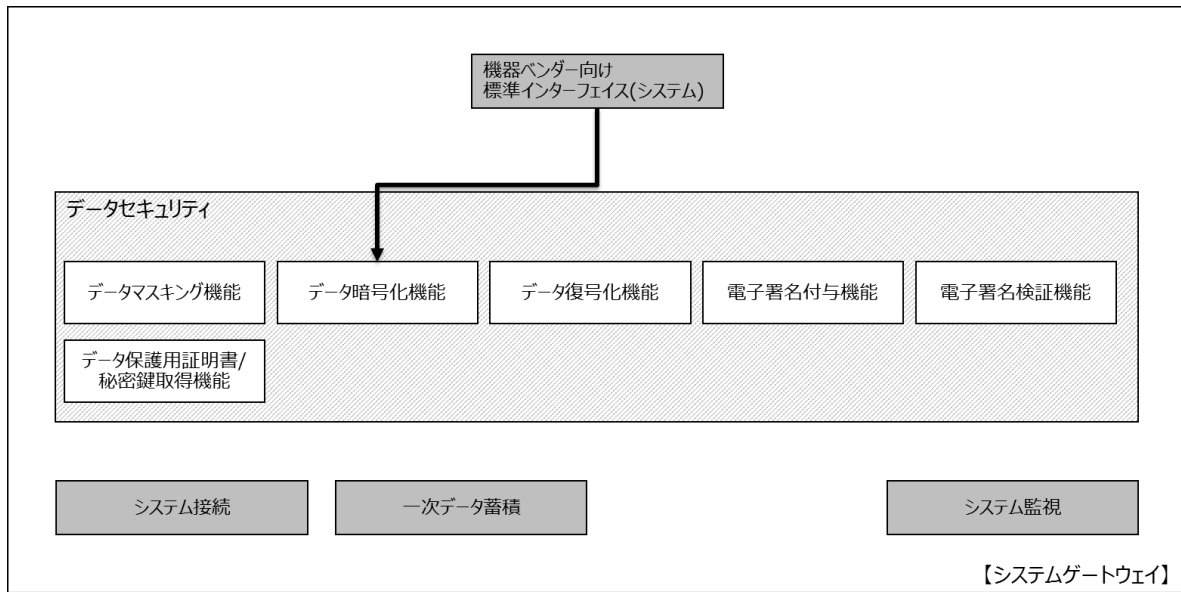 機器ベンダー向け
標準インターフェイス(システム)
データセキュリティ
データマスキング機能
データ暗号化機能
データ復号化機能
電子署名付与機能
電子署名検証機能
データ保護用証明書/
秘密鍵取得機能
システム接続
一次データ蓄積
システム監視
【システムゲートウェイ】